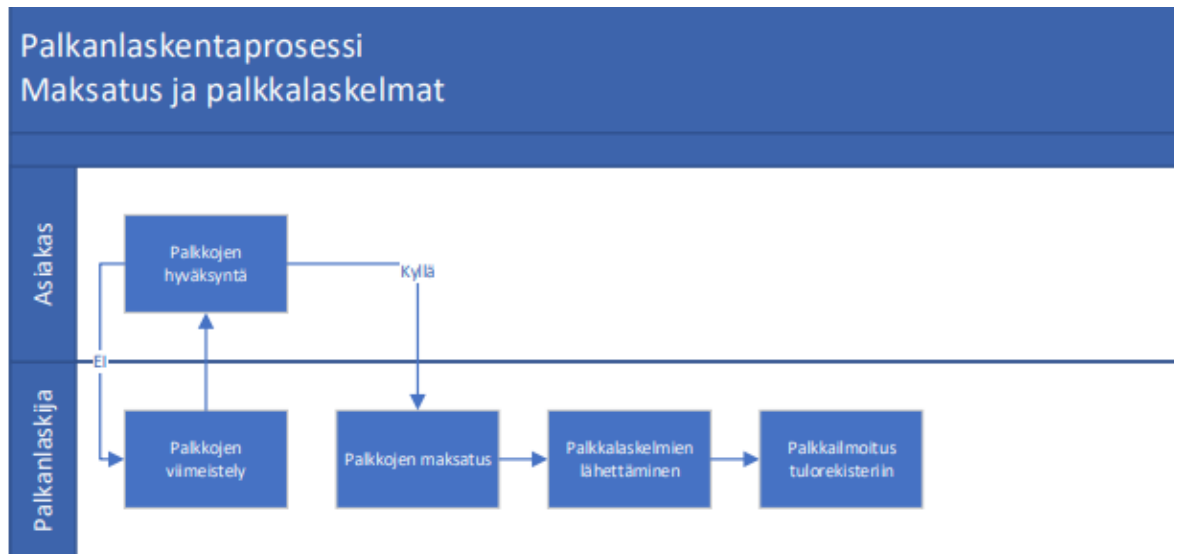 Palkanlaskentaprosessi
Maksatus ja palkkalaskelmat
Asiakas
Palkkojen
hyväksyntä
Kyllä
EI
Palkanlaskija
Palkkojen
viimeistely
Palkkojen maksatus
Palkkalaskelmien
lähettäminen
Palkkailmoitus
tulorekisteriin